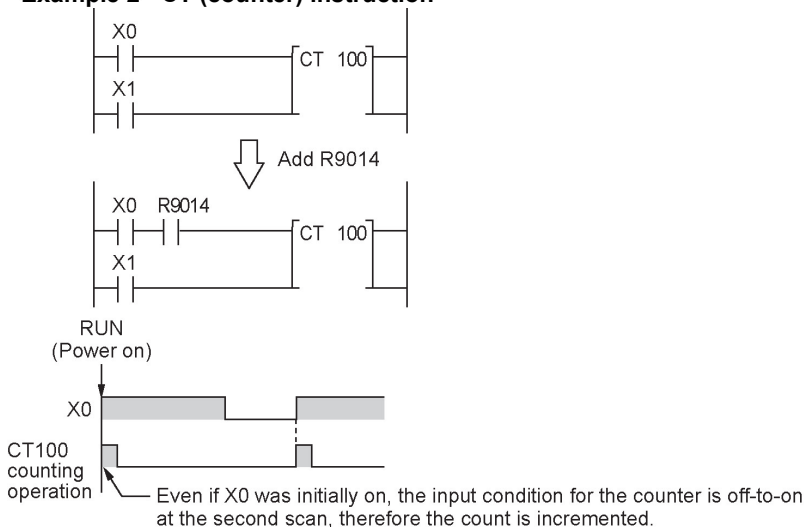 Example 2 - CT (counter) instruction
X0
CT 100
X1
Add R9014
X0 R9014
CT 100
X1
RUN
(Power on)
X0
CT100
counting
operation
Even if X0 was initially on, the input condition for the counter is off-to-on
at the second scan, therefore the count is incremented.